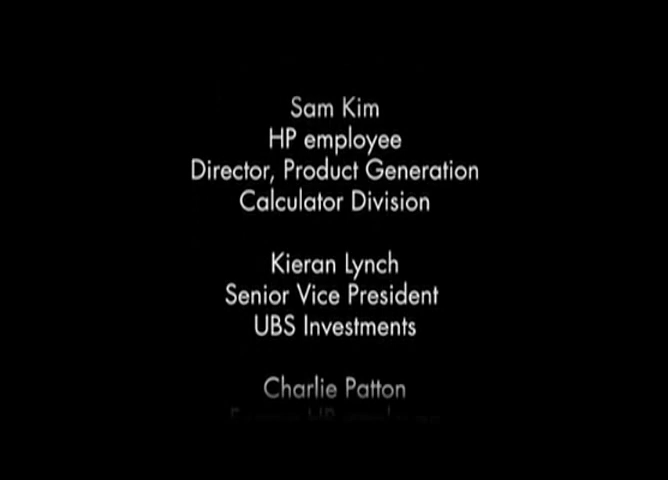 Sam Kim
HP employee
Director, Product Generation
Calculator Division
Kieran Lynch
Senior Vice President
UBS Investments
Charlie Patton